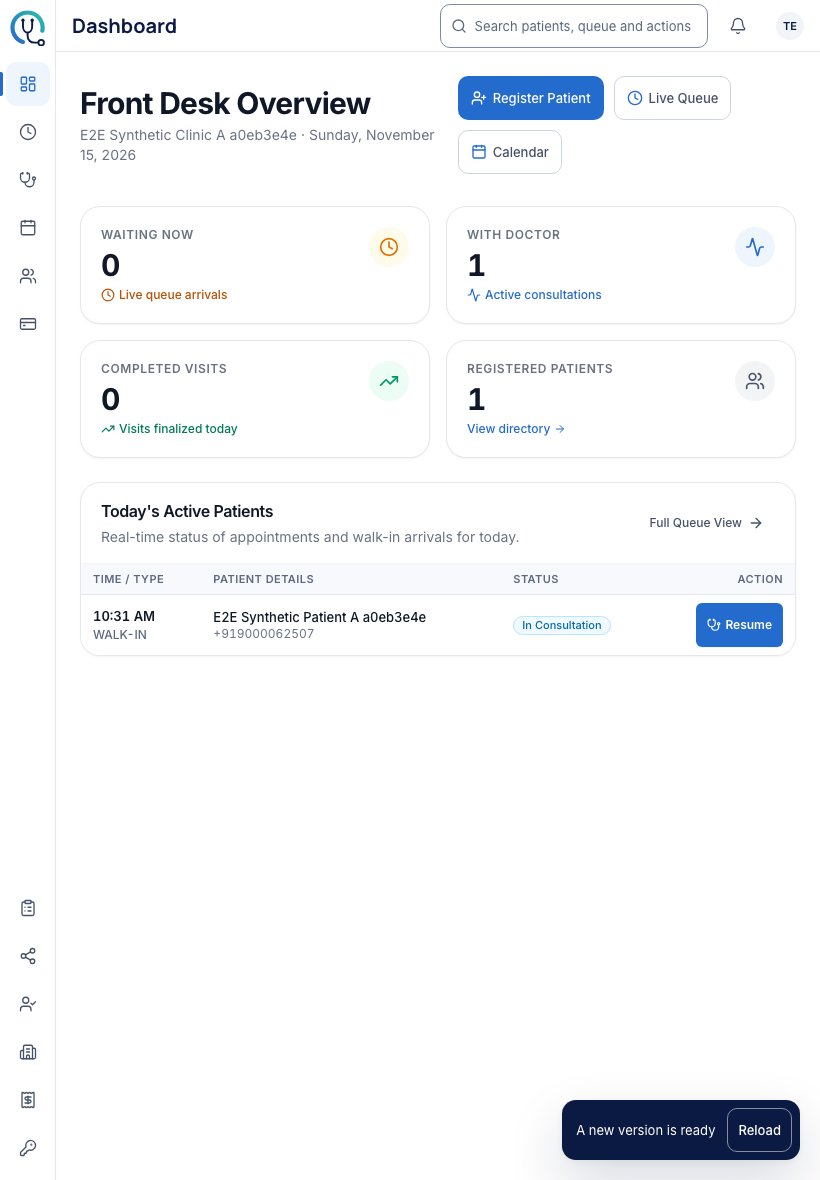 Dashboard
Search patients, queue and actions
TE
Front Desk Overview
E2E Synthetic Clinic A a0eb3e4e · Sunday, November
15, 2026
Register Patient
Live Queue
Calendar
WAITING NOW
0
Live queue arrivals
WITH DOCTOR
1
Active consultations
COMPLETED VISITS
0
Visits finalized today
REGISTERED PATIENTS
1
View directory →
Today's Active Patients
Real-time status of appointments and walk-in arrivals for today.
Full Queue View →
TIME / TYPE PATIENT DETAILS STATUS ACTION
10:31 AM
WALK-IN
E2E Synthetic Patient A a0eb3e4e
+919000062507
In Consultation
Resume
A new version is ready
Reload